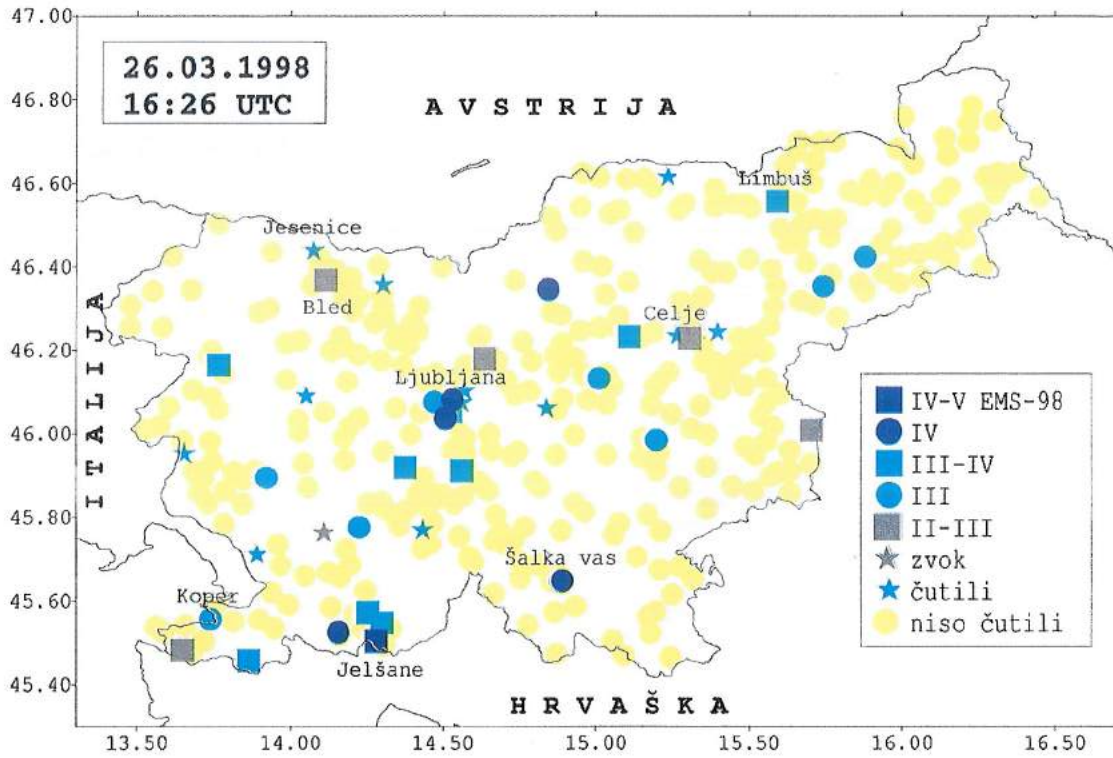 47.00
46.80
46.60
46.40
46.20
46.00
45.80
45.60
45.40
26.03.1998
16:26 UTC
AVSTRIJA
ITALIJA
HRVAŠKA
Limbuš
Jesenice
Bled
Celje
Ljubljana
Šalka vas
Koper
Jelšane
IV-V EMS-98
IV
III-IV
III
II-III
zvok
čutili
niso čutili
13.50 14.00 14.50 15.00 15.50 16.00 16.50